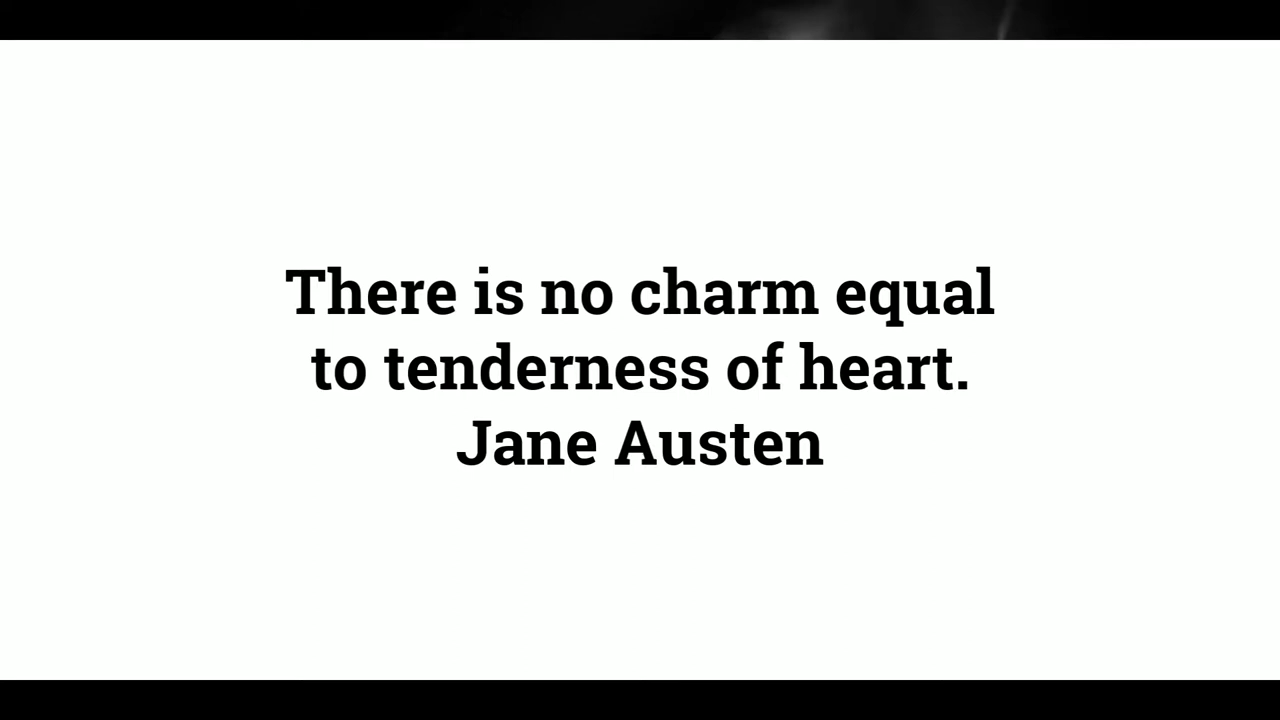 There is no charm equal
to tenderness of heart.
Jane Austen